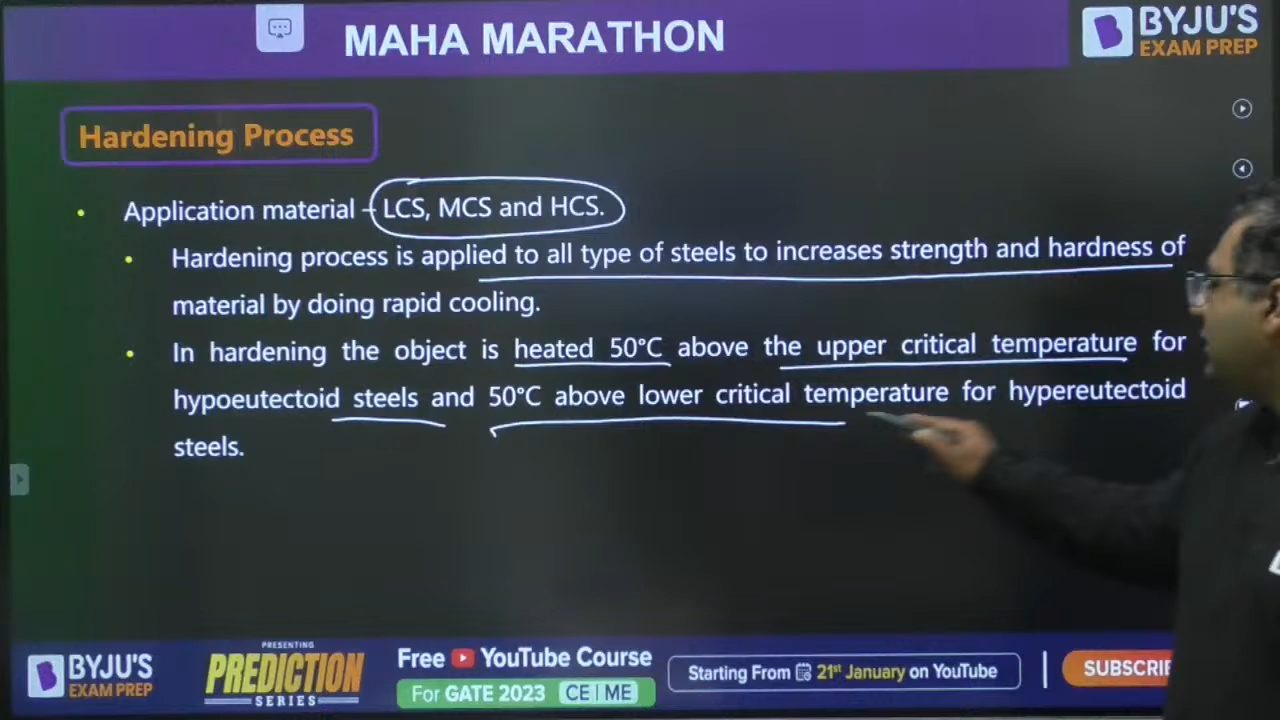 MAHA MARATHON
BYJU'S
EXAM PREP
Hardening Process
• Application material – LCS, MCS and HCS.
• Hardening process is applied to all type of steels to increases strength and hardness of
material by doing rapid cooling.
• In hardening the object is heated 50°C above the upper critical temperature for
hypoeutectoid steels and 50°C above lower critical temperature for hypereutectoid
steels.
BYJU'S
EXAM PREP
PRESENTING
PREDICTION
SERIES
Free YouTube Course
For GATE 2023 CE | ME
Starting From 21st January on YouTube